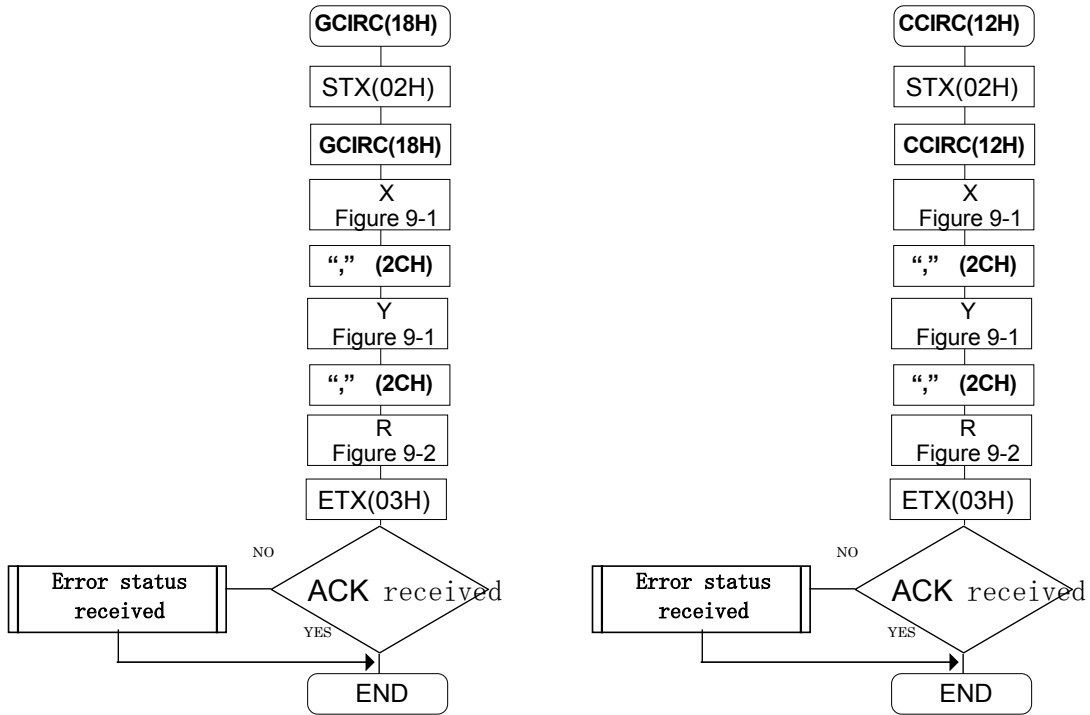 GCIRC(18H)
STX(02H)
GCIRC(18H)
X
Figure 9-1
“,” (2CH)
Y
Figure 9-1
“,” (2CH)
R
Figure 9-2
ETX(03H)
NO
Error status
received
ACK received
YES
END
CCIRC(12H)
STX(02H)
CCIRC(12H)
X
Figure 9-1
“,” (2CH)
Y
Figure 9-1
“,” (2CH)
R
Figure 9-2
ETX(03H)
NO
Error status
received
ACK received
YES
END